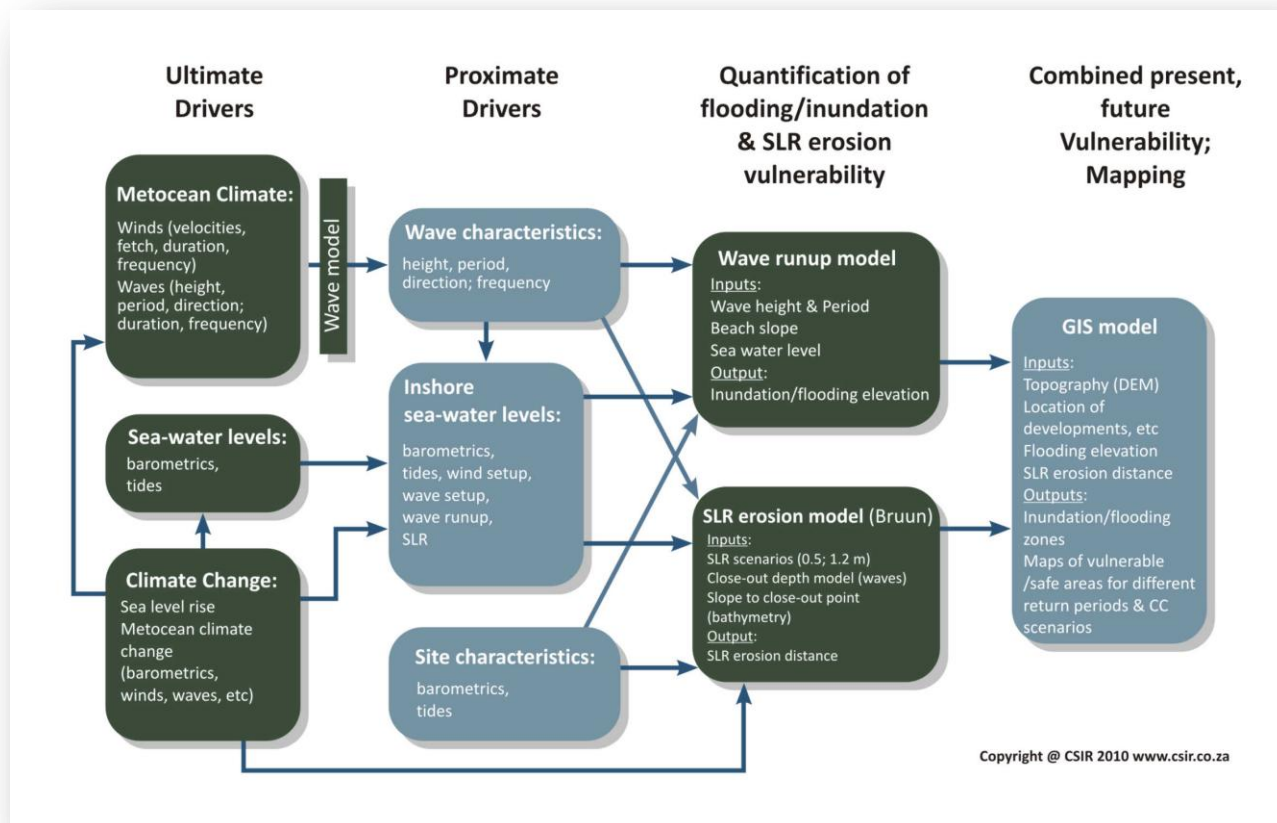 Ultimate
Drivers
Proximate
Drivers
Quantification of
flooding/inundation
& SLR erosion
vulnerability
Combined present,
future
Vulnerability;
Mapping
Metocean Climate:
Winds (velocities,
fetch, duration,
frequency)
Waves (height,
period, direction;
duration, frequency)
Wave model
Sea-water levels:
barometrics,
tides
Climate Change:
Sea level rise
Metocean climate
change
(barometrics,
winds, waves, etc)
Wave characteristics:
height, period,
direction; frequency
Inshore
sea-water levels:
barometrics,
tides, wind setup,
wave setup,
wave runup,
SLR
Site characteristics:
barometrics,
tides
Wave runup model
Inputs:
Wave height & Period
Beach slope
Sea water level
Output:
Inundation/flooding elevation
SLR erosion model (Bruun)
Inputs:
SLR scenarios (0.5; 1.2 m)
Close-out depth model (waves)
Slope to close-out point
(bathymetry)
Output:
SLR erosion distance
GIS model
Inputs:
Topography (DEM)
Location of
developments, etc
Flooding elevation
SLR erosion distance
Outputs:
Inundation/flooding
zones
Maps of vulnerable
/safe areas for different
return periods & CC
scenarios
Copyright @ CSIR 2010 www.csir.co.za